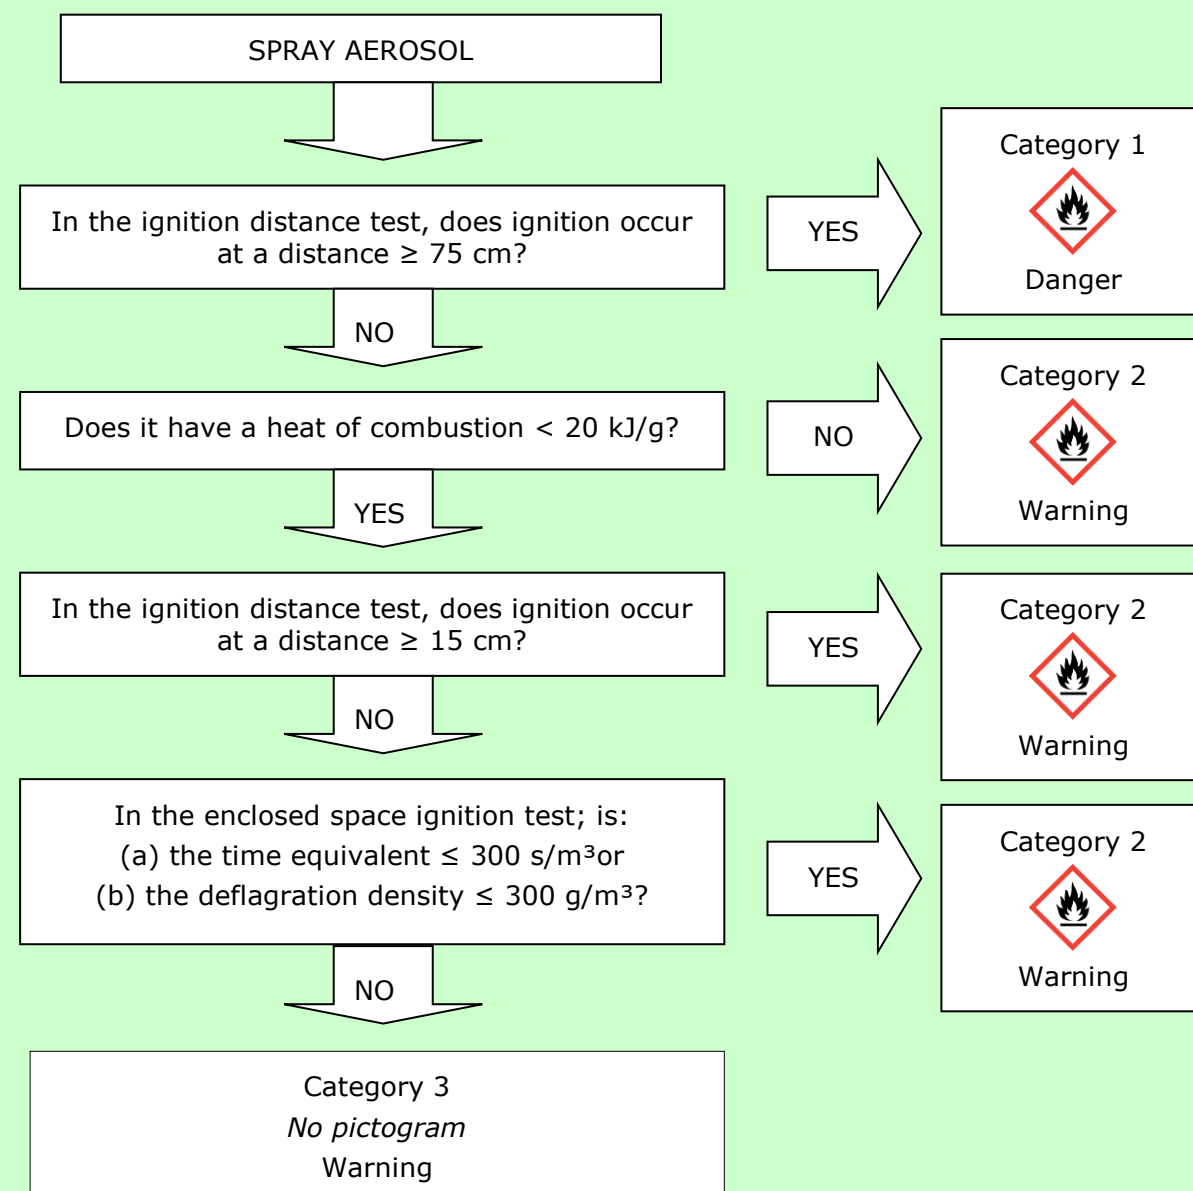 SPRAY AEROSOL
In the ignition distance test, does ignition occur
at a distance ≥ 75 cm?
YES
Category 1
Danger
NO
Does it have a heat of combustion < 20 kJ/g?
NO
Category 2
Warning
YES
In the ignition distance test, does ignition occur
at a distance ≥ 15 cm?
YES
Category 2
Warning
NO
In the enclosed space ignition test; is:
(a) the time equivalent ≤ 300 s/m³or
(b) the deflagration density ≤ 300 g/m³?
YES
Category 2
Warning
NO
Category 3
No pictogram
Warning